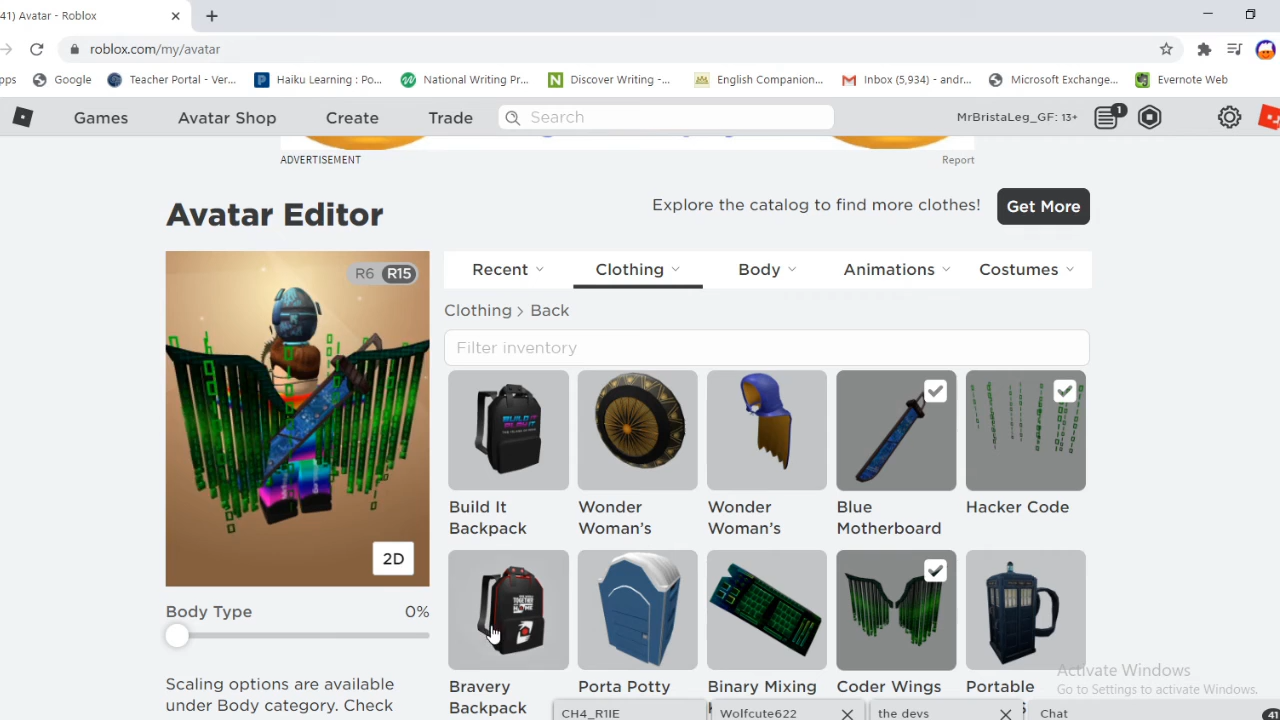 41) Avatar - Roblox
roblox.com/my/avatar
pps Google Teacher Portal - Ver... Haiku Learning : Po... National Writing Pr... Discover Writing -... English Companion... Inbox (5,934) - andr... Microsoft Exchange... Evernote Web
Games Avatar Shop Create Trade Search MrBristaLeg_GF: 13+ 1
ADVERTISEMENT Report
Avatar Editor
Explore the catalog to find more clothes! Get More
R6 R15
Recent Clothing Body Animations Costumes
Clothing > Back
Filter inventory
Build It
Backpack
Wonder
Woman's
Wonder
Woman's
Blue
Motherboard
Hacker Code
2D
Body Type 0%
Scaling options are available
under Body category. Check
Bravery
Backpack
Porta Potty
Binary Mixing
Coder Wings
Portable
Activate Windows
Go to Settings to activate Windows.
CH4_R1IE Wolfcute622 the devs Chat 41